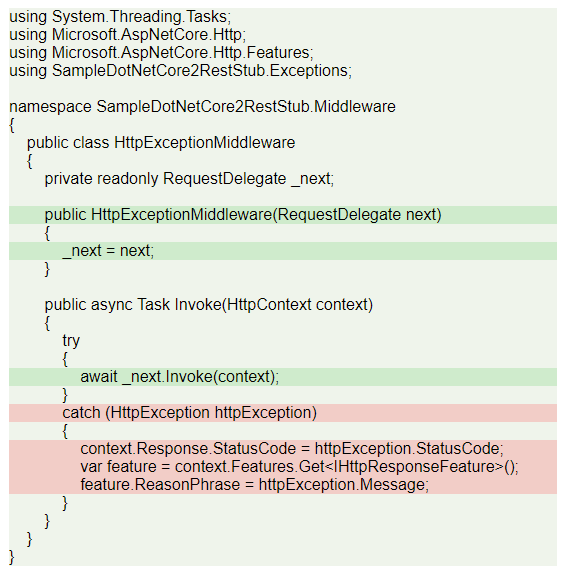 using System.Threading.Tasks;
using Microsoft.AspNetCore.Http;
using Microsoft.AspNetCore.Http.Features;
using SampleDotNetCore2RestStub.Exceptions;

namespace SampleDotNetCore2RestStub.Middleware
{
    public class HttpExceptionMiddleware
    {
        private readonly RequestDelegate _next;

        public HttpExceptionMiddleware(RequestDelegate next)
        {
            _next = next;
        }

        public async Task Invoke(HttpContext context)
        {
            try
            {
                await _next.Invoke(context);
            }
            catch (HttpException httpException)
            {
                context.Response.StatusCode = httpException.StatusCode;
                var feature = context.Features.Get<IHttpResponseFeature>();
                feature.ReasonPhrase = httpException.Message;
            }
        }
    }
}